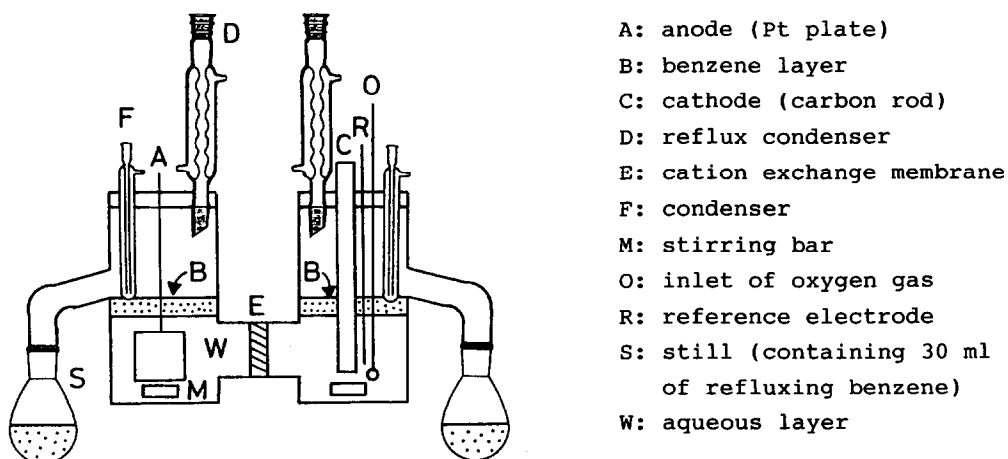 D
O
F
A
R
C
B
B
E
W
S
M
A: anode (Pt plate)
B: benzene layer
C: cathode (carbon rod)
D: reflux condenser
E: cation exchange membrane
F: condenser
M: stirring bar
O: inlet of oxygen gas
R: reference electrode
S: still (containing 30 ml
of refluxing benzene)
W: aqueous layer